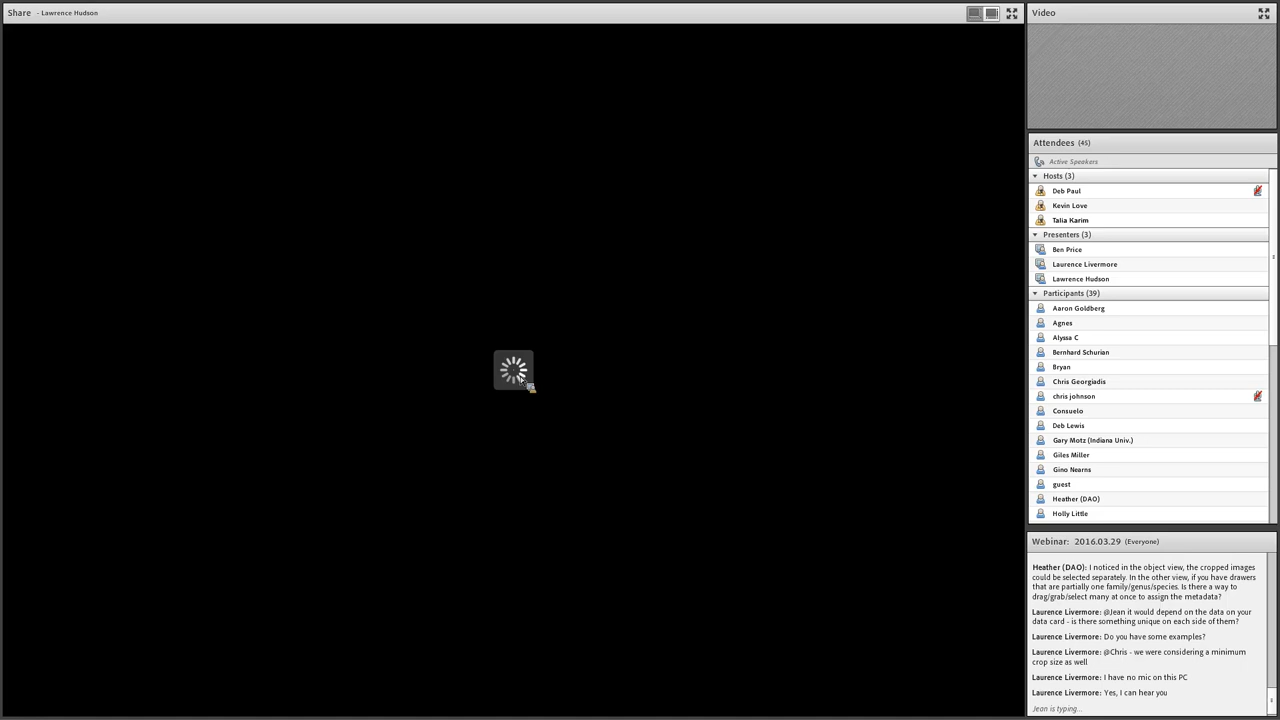 Share - Lawrence Hudson
Video
Attendees (45)
Active Speakers
Hosts (3)
Deb Paul
Kevin Love
Talia Karim
Presenters (3)
Ben Price
Laurence Livermore
Lawrence Hudson
Participants (39)
Aaron Goldberg
Agnes
Alyssa C
Bernhard Schurian
Bryan
Chris Georgiadis
chris johnson
Consuelo
Deb Lewis
Gary Motz (Indiana Univ.)
Giles Miller
Gino Nearns
guest
Heather (DAO)
Holly Little
Webinar: 2016.03.29 (Everyone)
Heather (DAO): I noticed in the object view, the cropped images
could be selected separately. In the other view, if you have drawers
that are partially one family/genus/species. Is there a way to
drag/grab/select many at once to assign the metadata?
Laurence Livermore: @Jean it would depend on the data on your
data card - is there something unique on each side of them?
Laurence Livermore: Do you have some examples?
Laurence Livermore: @Chris - we were considering a minimum
crop size as well
Laurence Livermore: I have no mic on this PC
Laurence Livermore: Yes, I can hear you
Jean is typing...